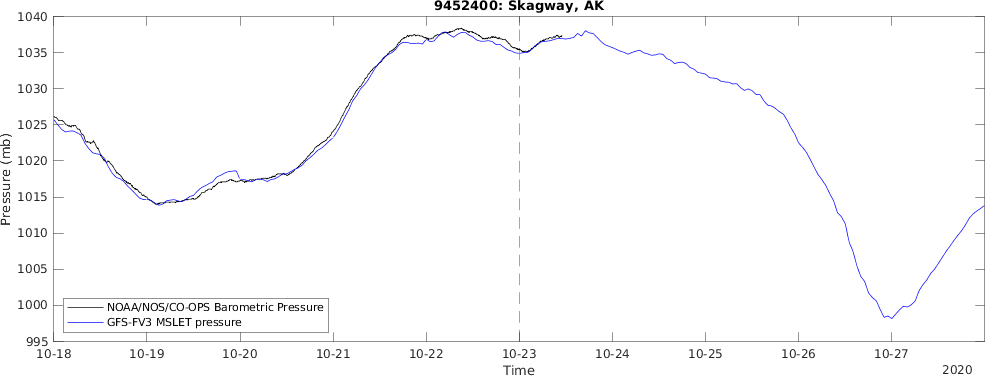 9452400: Skagway, AK
Pressure (mb)
1040
1035
1030
1025
1020
1015
1010
1005
1000
995
NOAA/NOS/CO-OPS Barometric Pressure
GFS-FV3 MSLET pressure
10-18 10-19 10-20 10-21 10-22 10-23 10-24 10-25 10-26 10-27
Time
2020